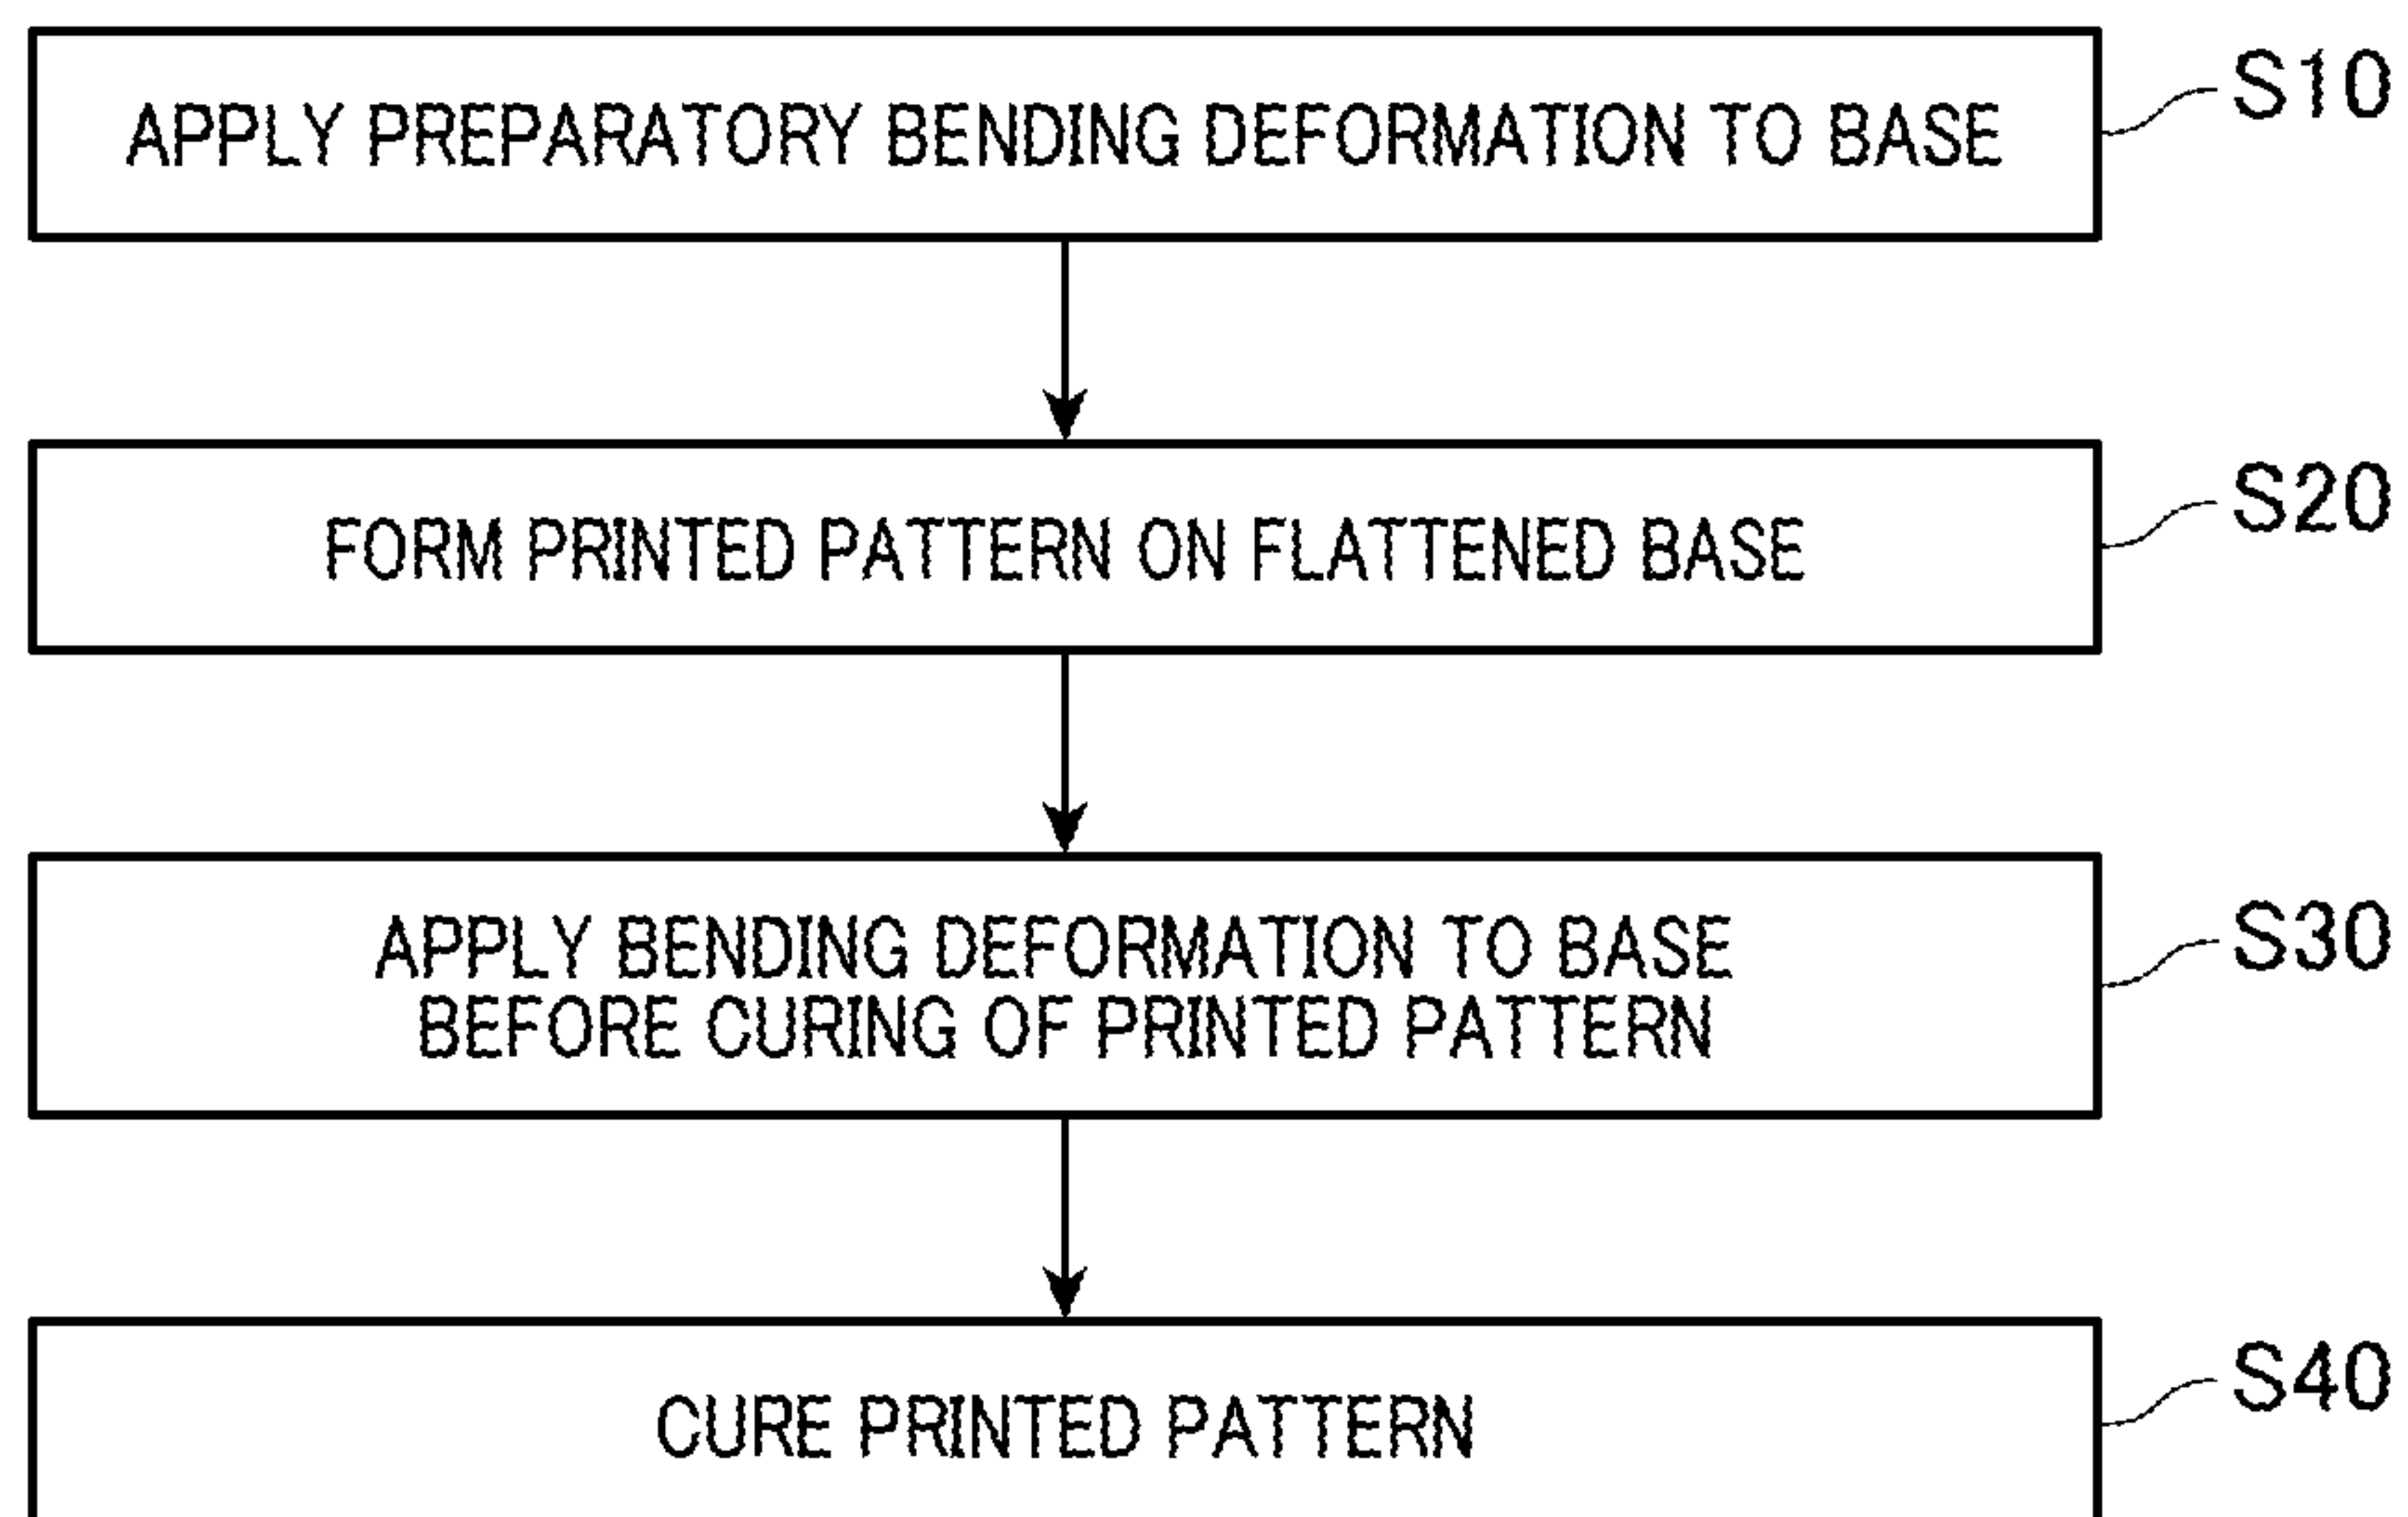 APPLY PREPARATORY BENDING DEFORMATION TO BASE
S10
FORM PRINTED PATTERN ON FLATTENED BASE
S20
APPLY BENDING DEFORMATION TO BASE
BEFORE CURING OF PRINTED PATTERN
S30
CURE PRINTED PATTERN
S40